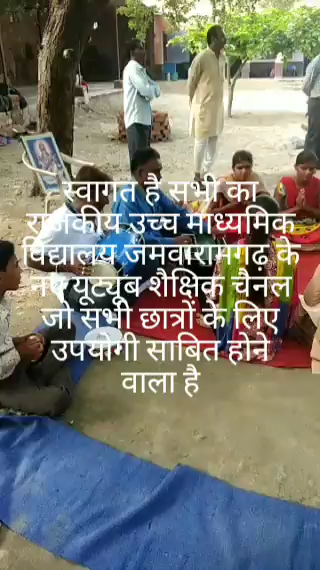 स्वागत है सभी का
राजकीय उच्च माध्यमिक
विद्यालय जमवारामगढ़ के
नए यूट्यूब शैक्षिक चैनल
जो सभी छात्रों के लिए
उपयोगी साबित होने
वाला है